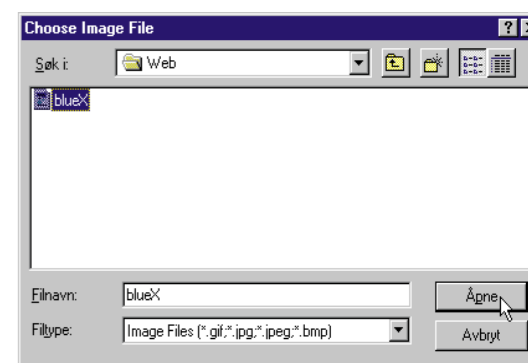 Choose Image File
Søk i: Web
blueX
Filnavn: blueX Åpne
Filtype: Image Files (*.gif;*.jpg;*.jpeg;*.bmp) Avbryt